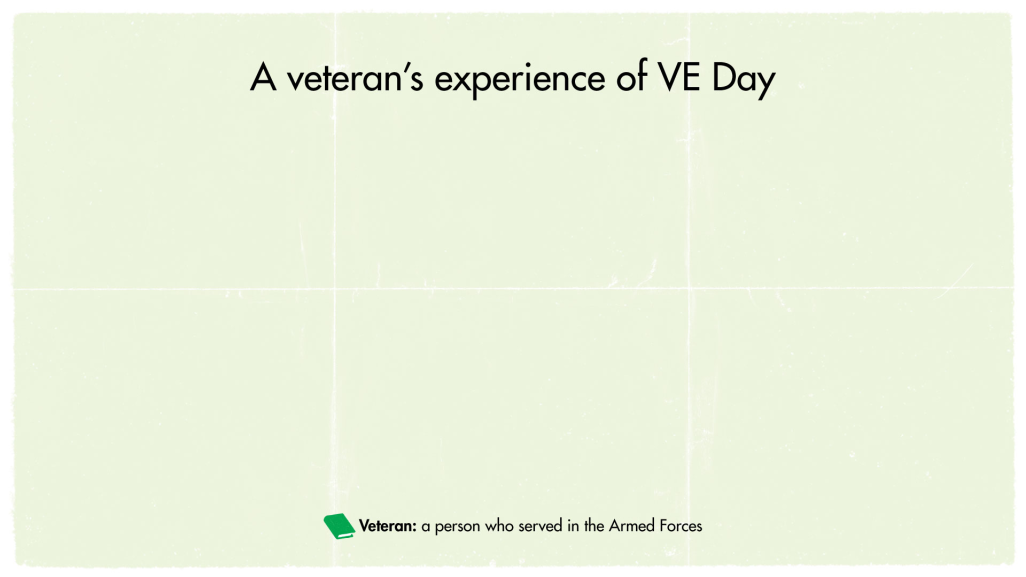 A veteran’s experience of VE Day
Veteran: a person who served in the Armed Forces